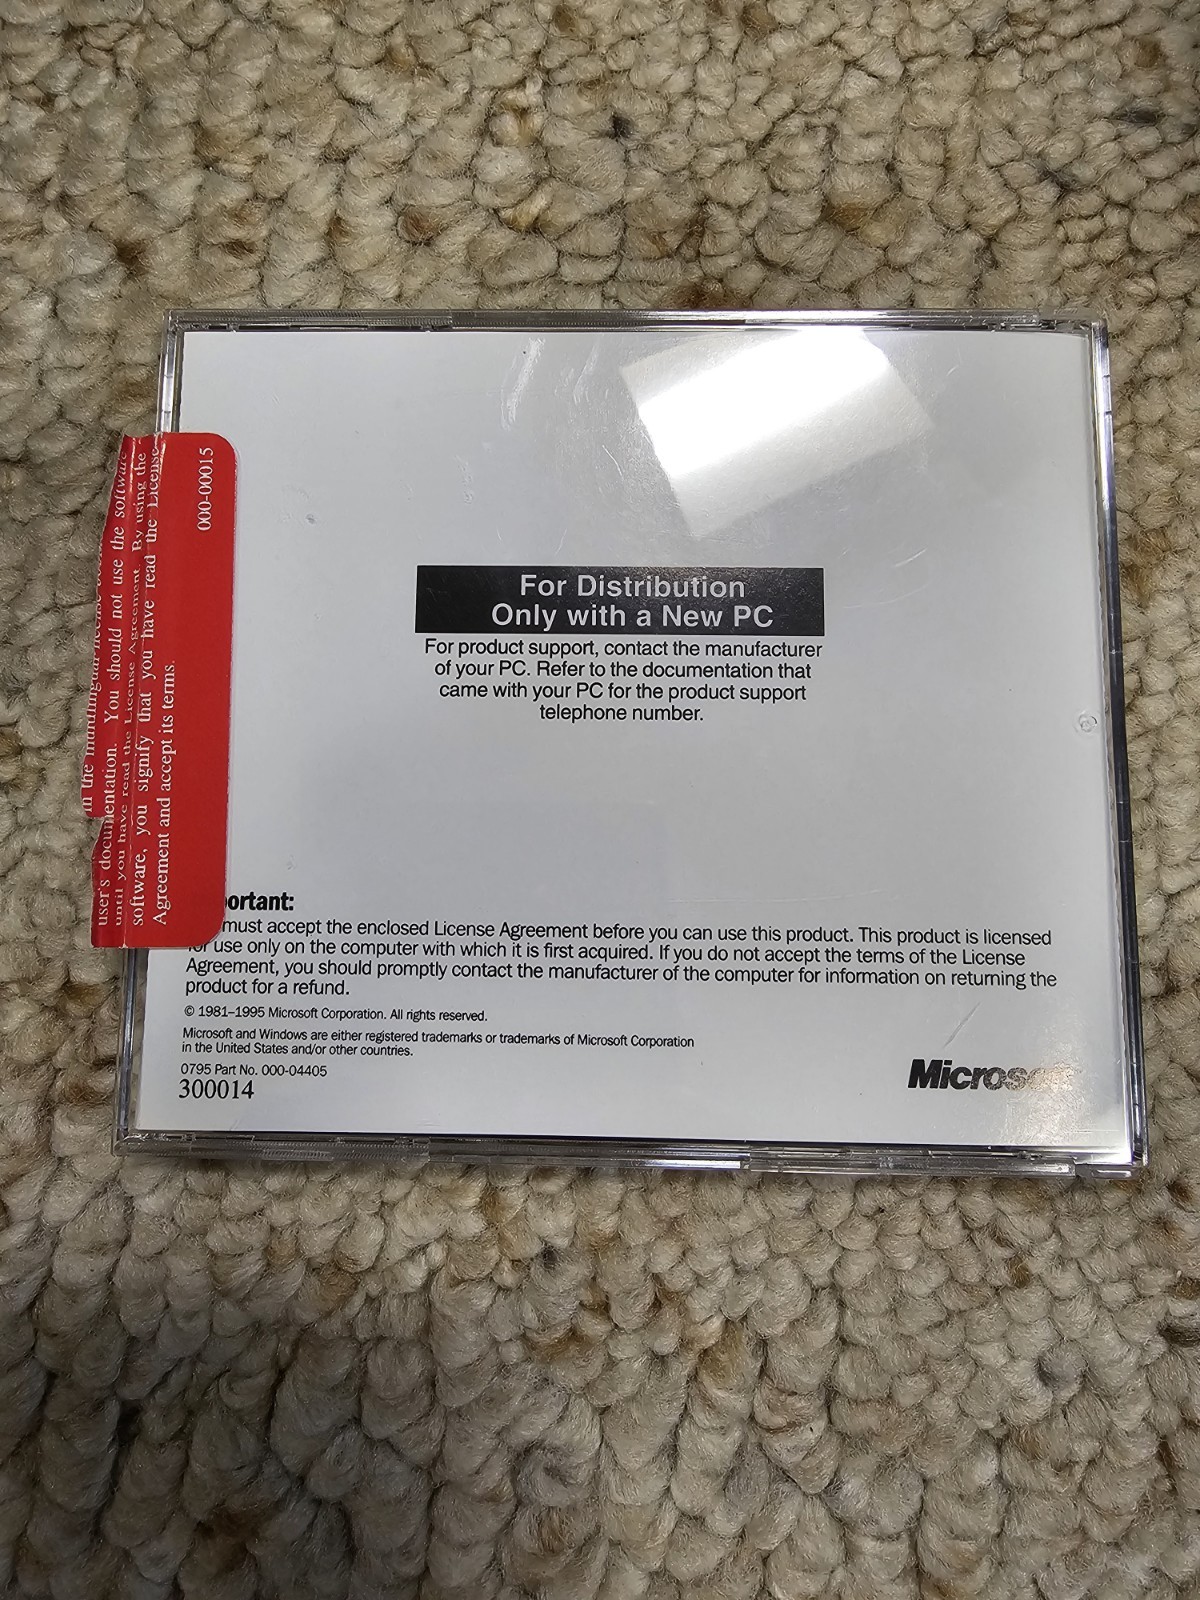 For Distribution
Only with a New PC
For product support, contact the manufacturer
of your PC. Refer to the documentation that
came with your PC for the product support
telephone number.
000-00015
in the multilingual license
user's documentation. You should not use the software
until you have read the License Agreement. By using the
software, you signify that you have read the License
Agreement and accept its terms.
portant:
must accept the enclosed License Agreement before you can use this product. This product is licensed
for use only on the computer with which it is first acquired. If you do not accept the terms of the License
Agreement, you should promptly contact the manufacturer of the computer for information on returning the
product for a refund.
© 1981–1995 Microsoft Corporation. All rights reserved.
Microsoft and Windows are either registered trademarks or trademarks of Microsoft Corporation
in the United States and/or other countries.
0795 Part No. 000-04405
300014
Microsoft